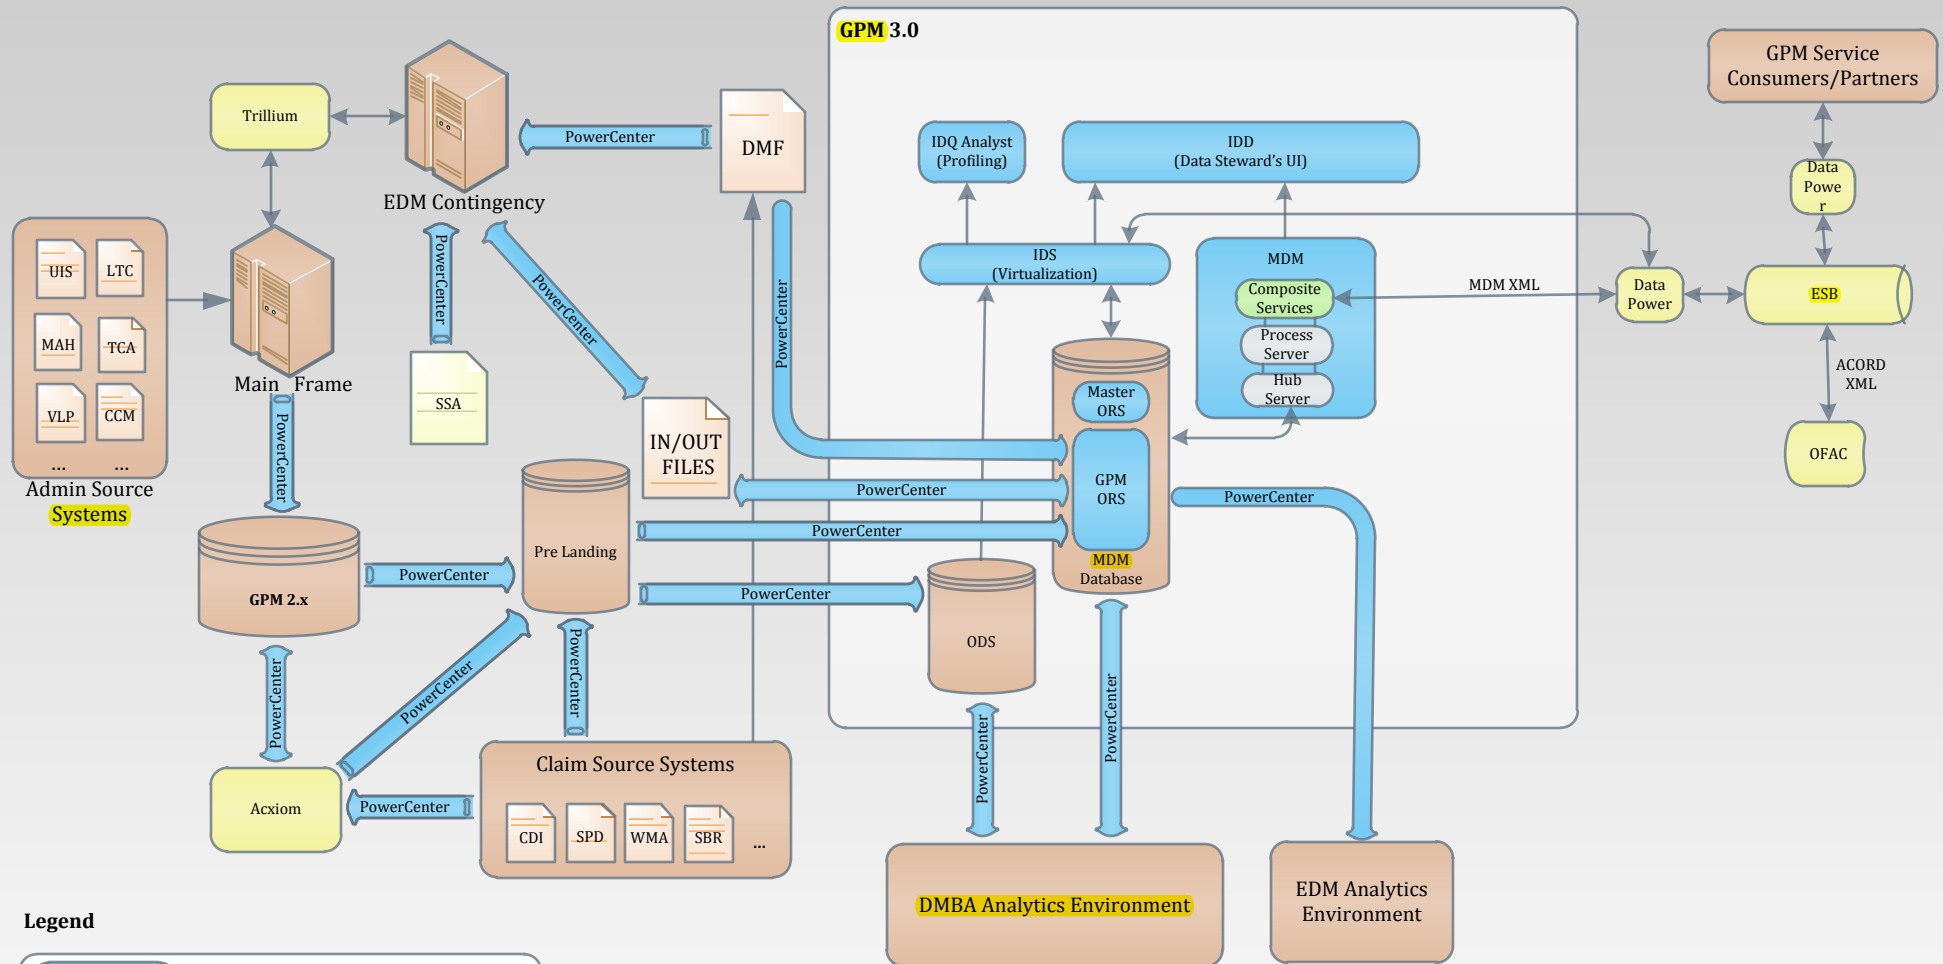 GPM 3.0
GPM Service
Consumers/Partners
Trillium
PowerCenter
DMF
IDQ Analyst
(Profiling)
IDD
(Data Steward's UI)
Data
Powe
r
EDM Contingency
UIS
LTC
MAH
TCA
VLP
CCM
...
...
Admin Source
Systems
Main Frame
PowerCenter
PowerCenter
PowerCenter
PowerCenter
SSA
IN/OUT
FILES
IDS
(Virtualization)
MDM
Composite
Services
Process
Server
Hub
Server
MDM XML
Data
Power
ESB
ACORD
XML
OFAC
Master
ORS
GPM
ORS
MDM
Database
PowerCenter
PowerCenter
PowerCenter
PowerCenter
Pre Landing
GPM 2.x
PowerCenter
PowerCenter
ODS
PowerCenter
PowerCenter
PowerCenter
PowerCenter
PowerCenter
Acxiom
PowerCenter
Claim Source Systems
CDI
SPD
WMA
SBR
...
DMBA Analytics Environment
EDM Analytics
Environment
Legend